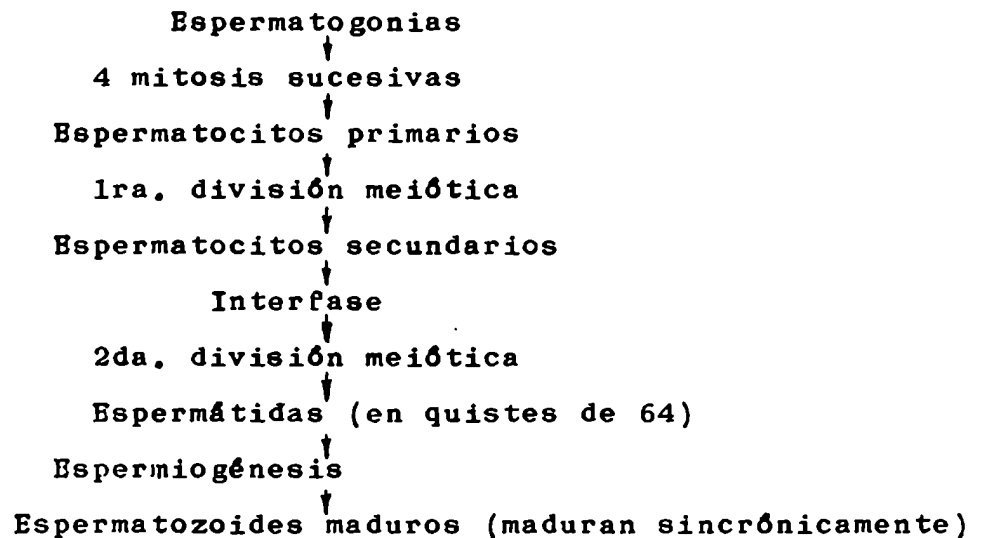 Espermatogonias
4 mitosis sucesivas
Espermatocitos primarios
1ra. división meiótica
Espermatocitos secundarios
Interfase
2da. división meiótica
Espermátidas (en quistes de 64)
Espermiogénesis
Espermatozoides maduros (maduran sincrónicamente)